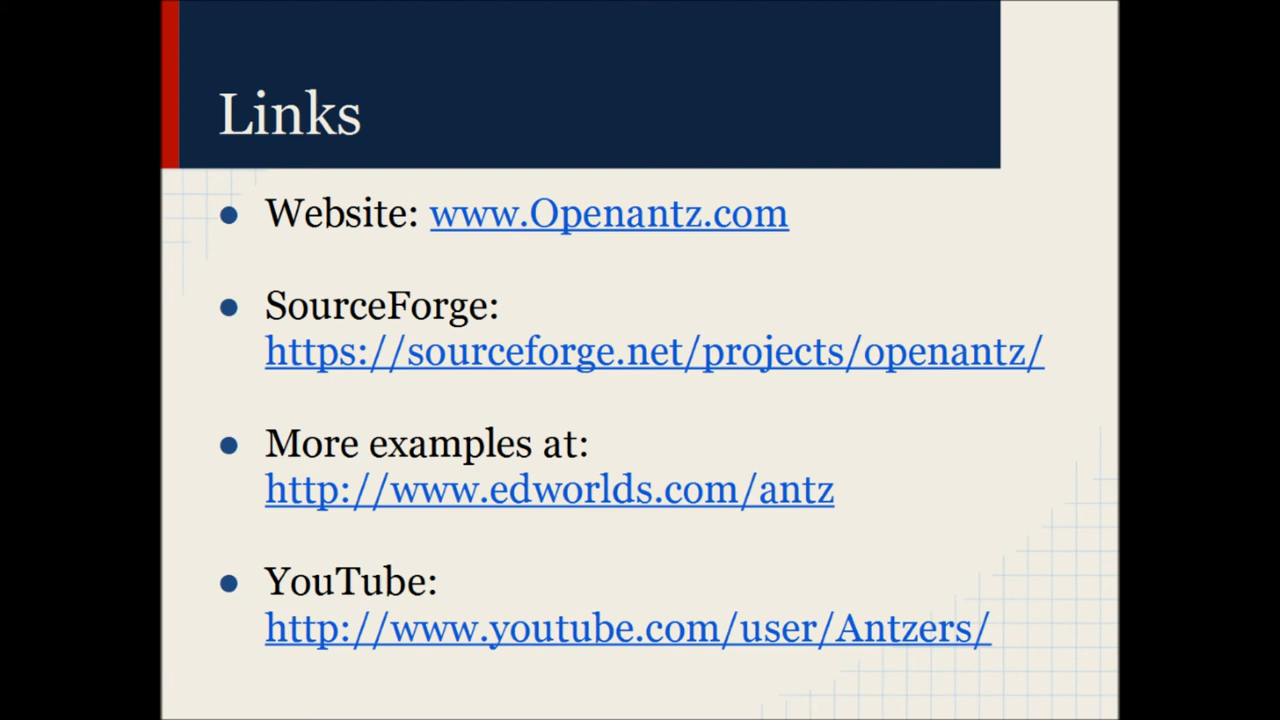 Links
Website: www.Openantz.com
SourceForge:
https://sourceforge.net/projects/openantz/
More examples at:
http://www.edworlds.com/antz
YouTube:
http://www.youtube.com/user/Antzers/